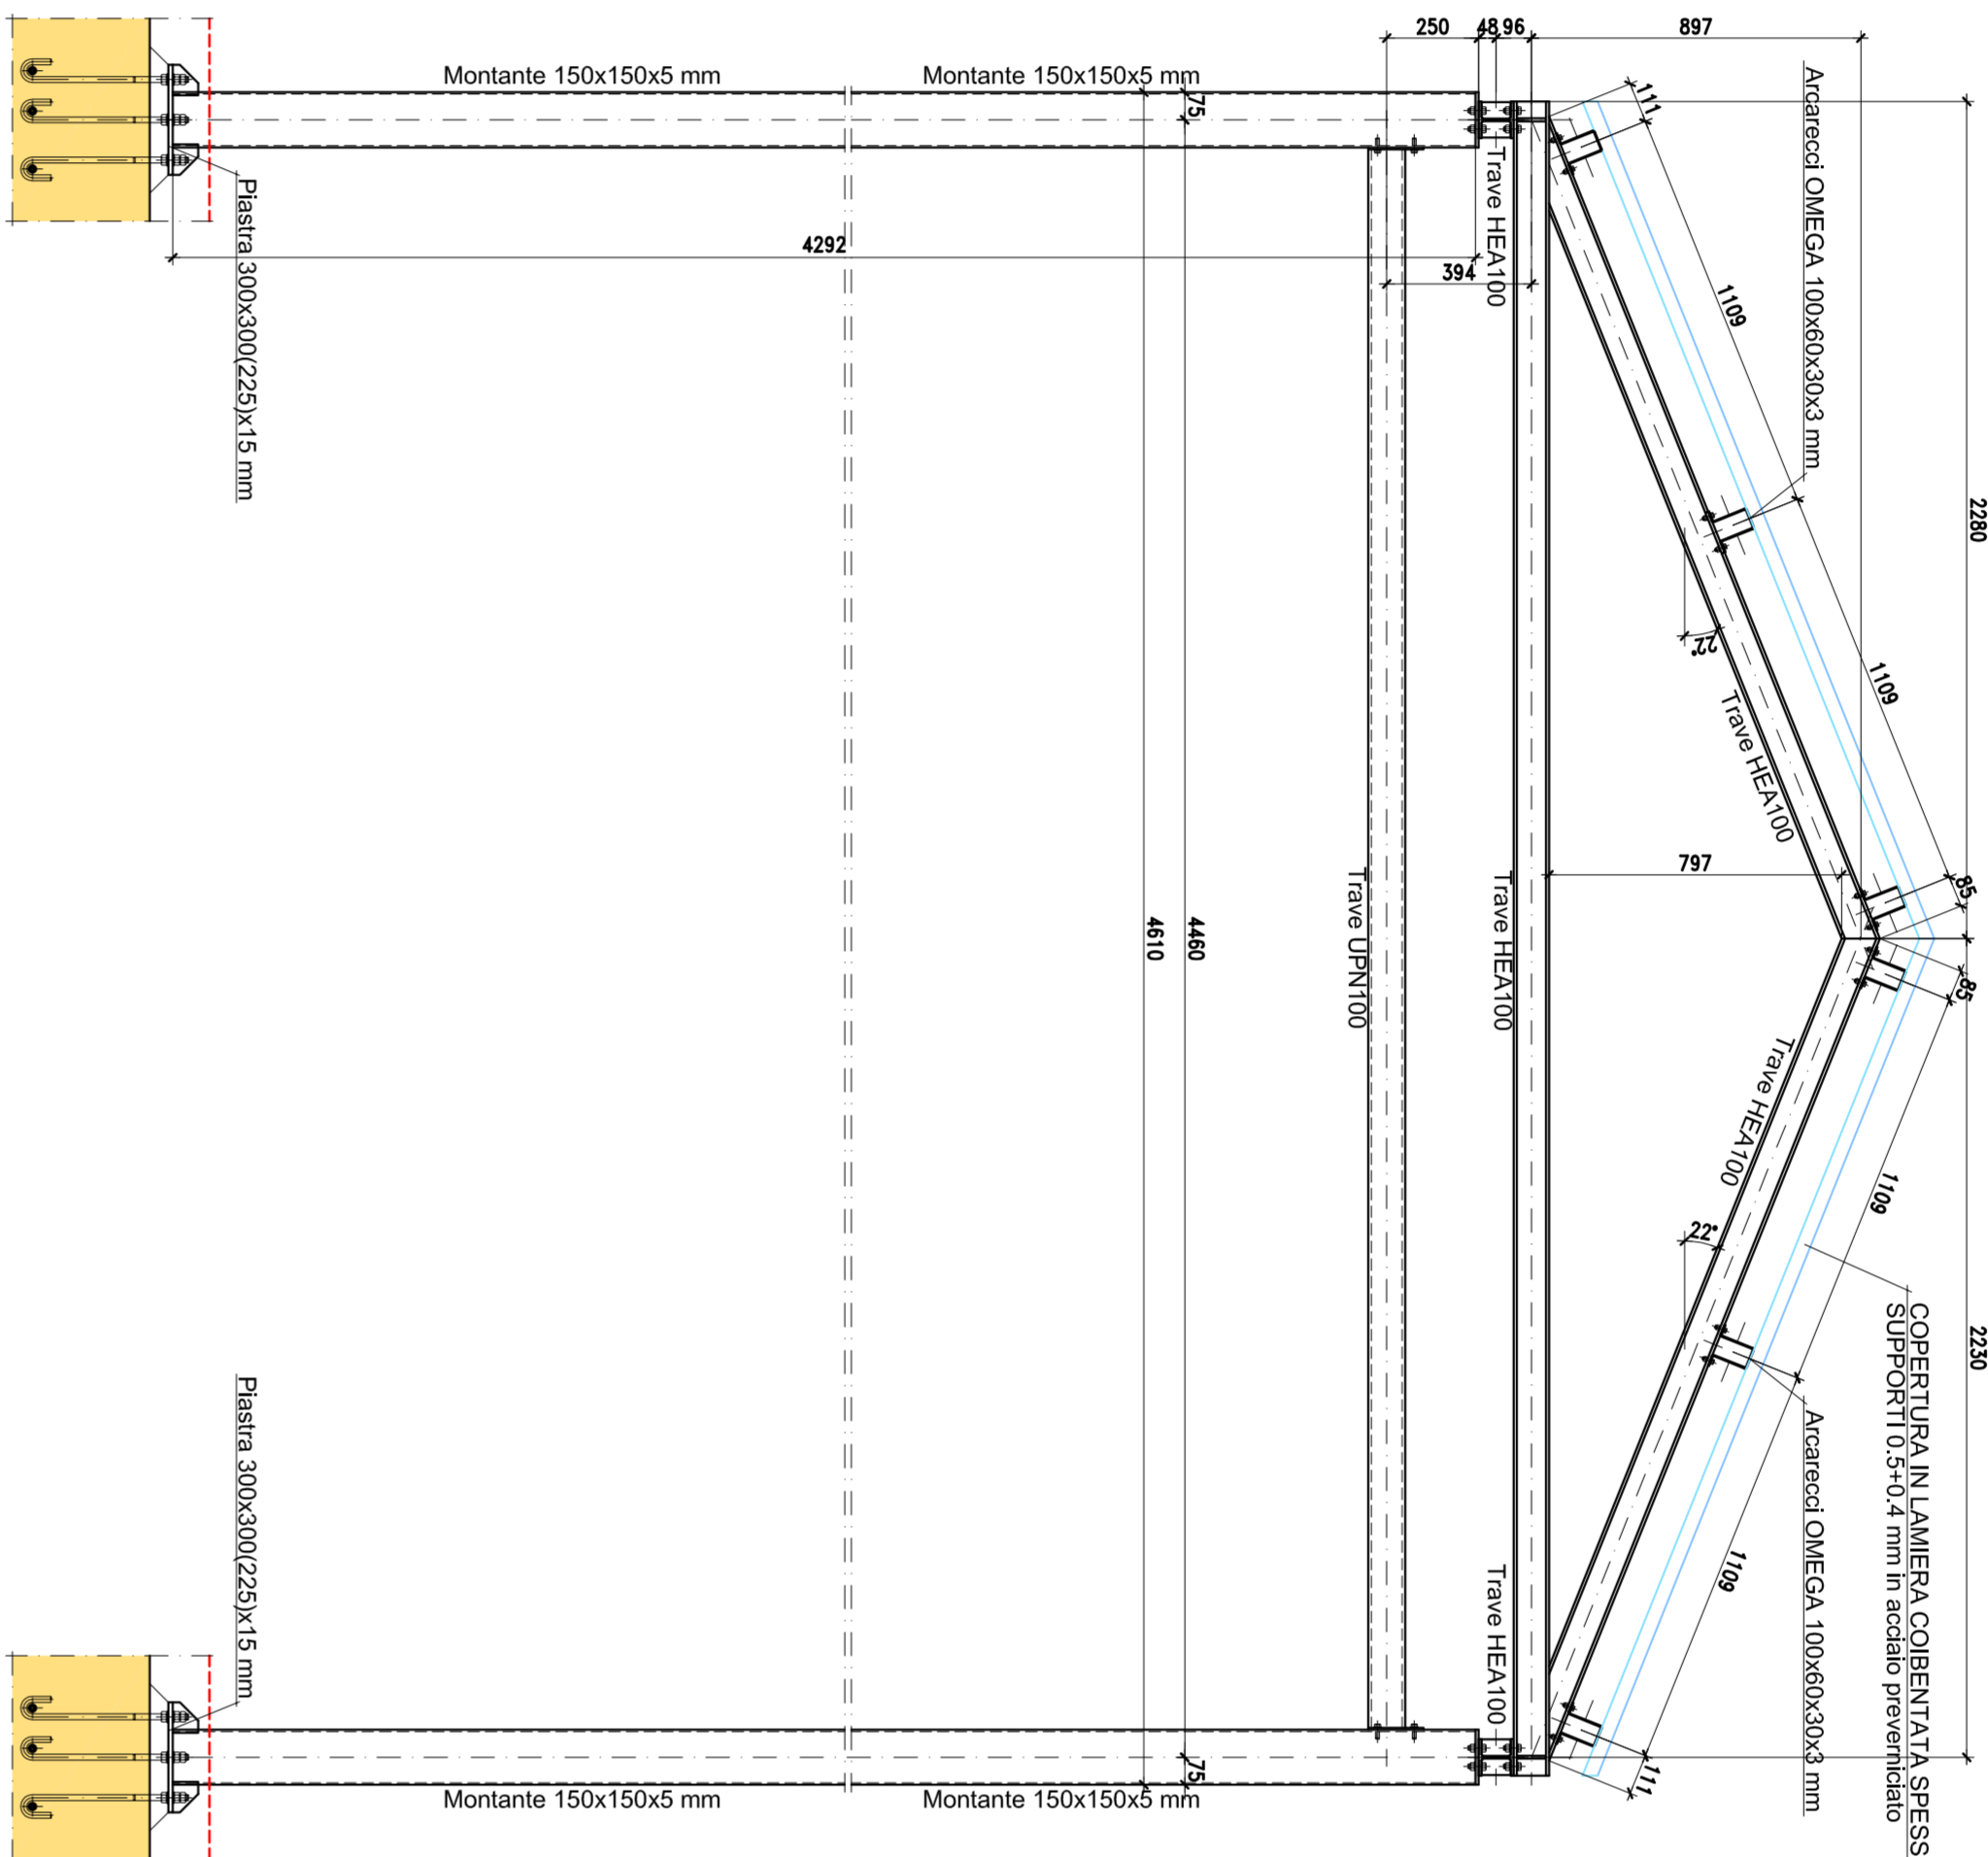 2280
2230
111
1109
1109
85
85
1109
1109
111
COPERTURA IN LAMIERA COIBENTATA SPESS
SUPPORTI 0.5+0.4 mm in acciaio preverniciato
Arcarecci OMEGA 100x60x30x3 mm
Arcarecci OMEGA 100x60x30x3 mm
897
797
Trave HEA100
Trave HEA100
22°
22°
96
48
250
394
Trave HEA100
Trave HEA100
Trave HEA100
Trave UPN100
75
4460
75
4610
Montante 150x150x5 mm
Montante 150x150x5 mm
4292
Montante 150x150x5 mm
Montante 150x150x5 mm
Piastra 300x300(225)x15 mm
Piastra 300x300(225)x15 mm